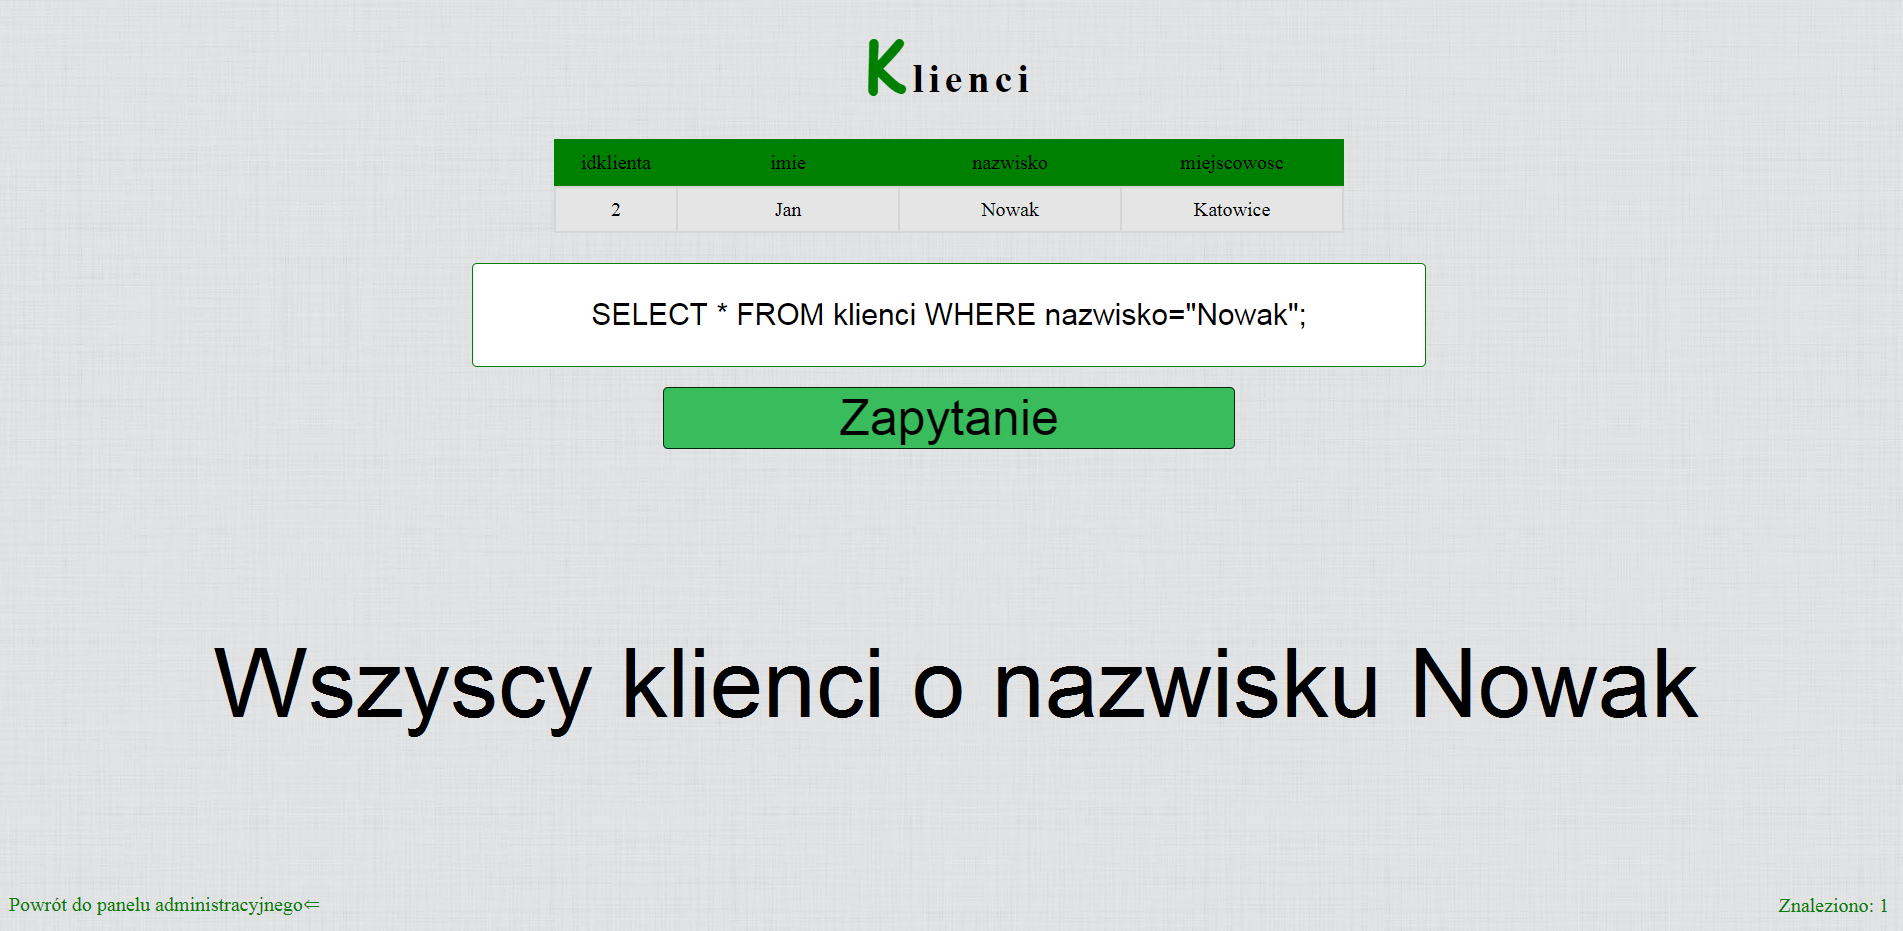 Klienci
idklienta imie nazwisko miejscowosc
2 Jan Nowak Katowice
SELECT * FROM klienci WHERE nazwisko="Nowak";
Zapytanie
Wszyscy klienci o nazwisku Nowak
Powrót do panelu administracyjnego⇐
Znaleziono: 1